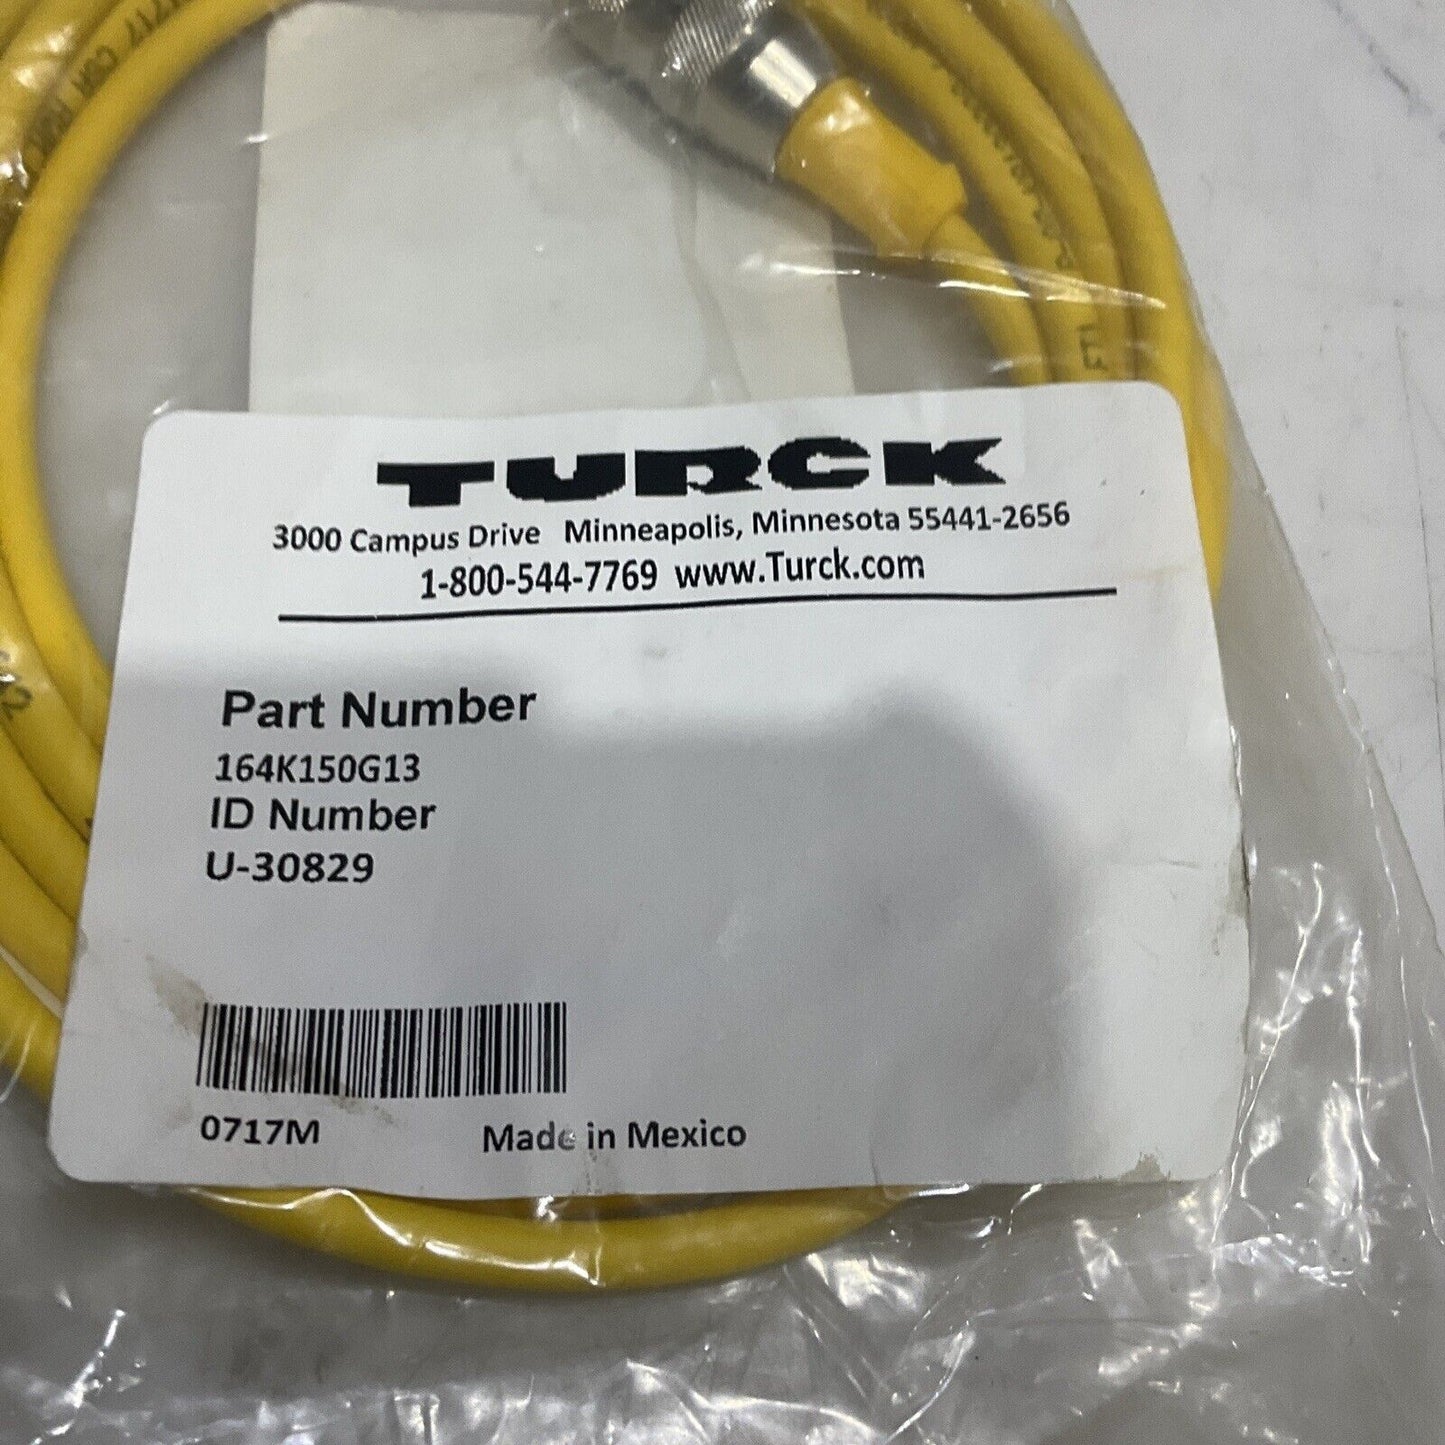 TURCK
3000 Campus Drive Minneapolis, Minnesota 55441-2656
1-800-544-7769 www.Turck.com
Part Number
164K150G13
ID Number
U-30829
0717M
Made in Mexico